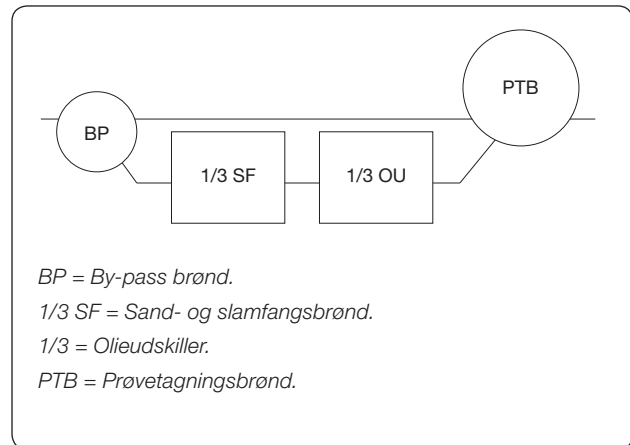 PTB
BP
1/3 SF
1/3 OU
BP = By-pass brønd.
1/3 SF = Sand- og slamfangsbrønd.
1/3 = Olieudskiller.
PTB = Prøvetagningsbrønd.